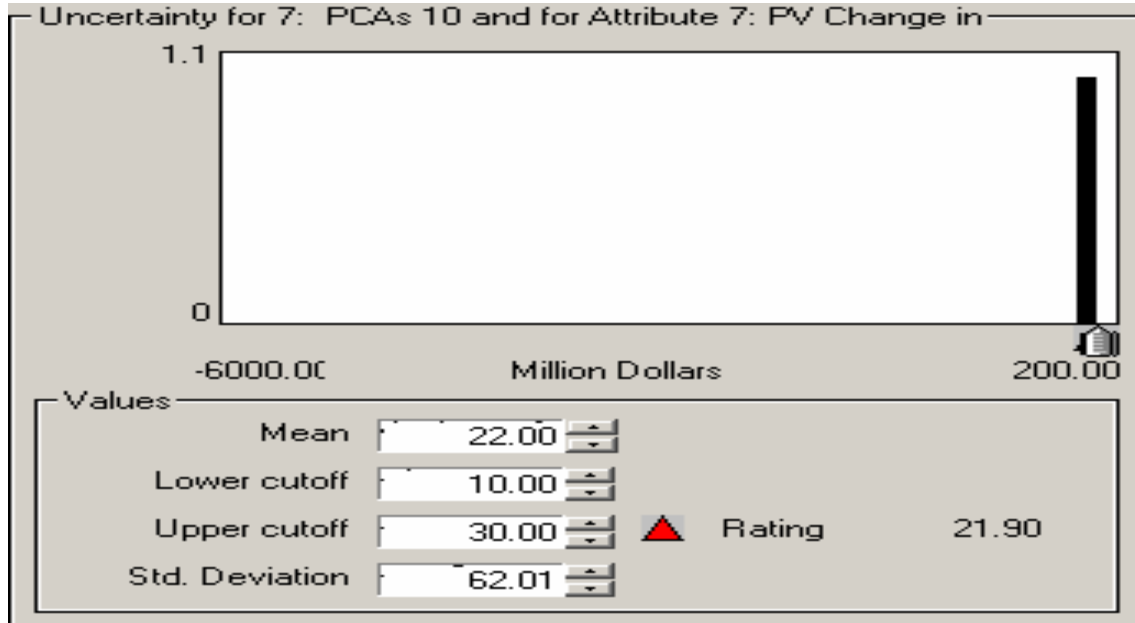 Uncertainty for 7: PCAs 10 and for Attribute 7: PV Change in
1.1
0
-6000.00 Million Dollars 200.00
Values
Mean 22.00
Lower cutoff 10.00
Upper cutoff 30.00 Rating 21.90
Std. Deviation 62.01